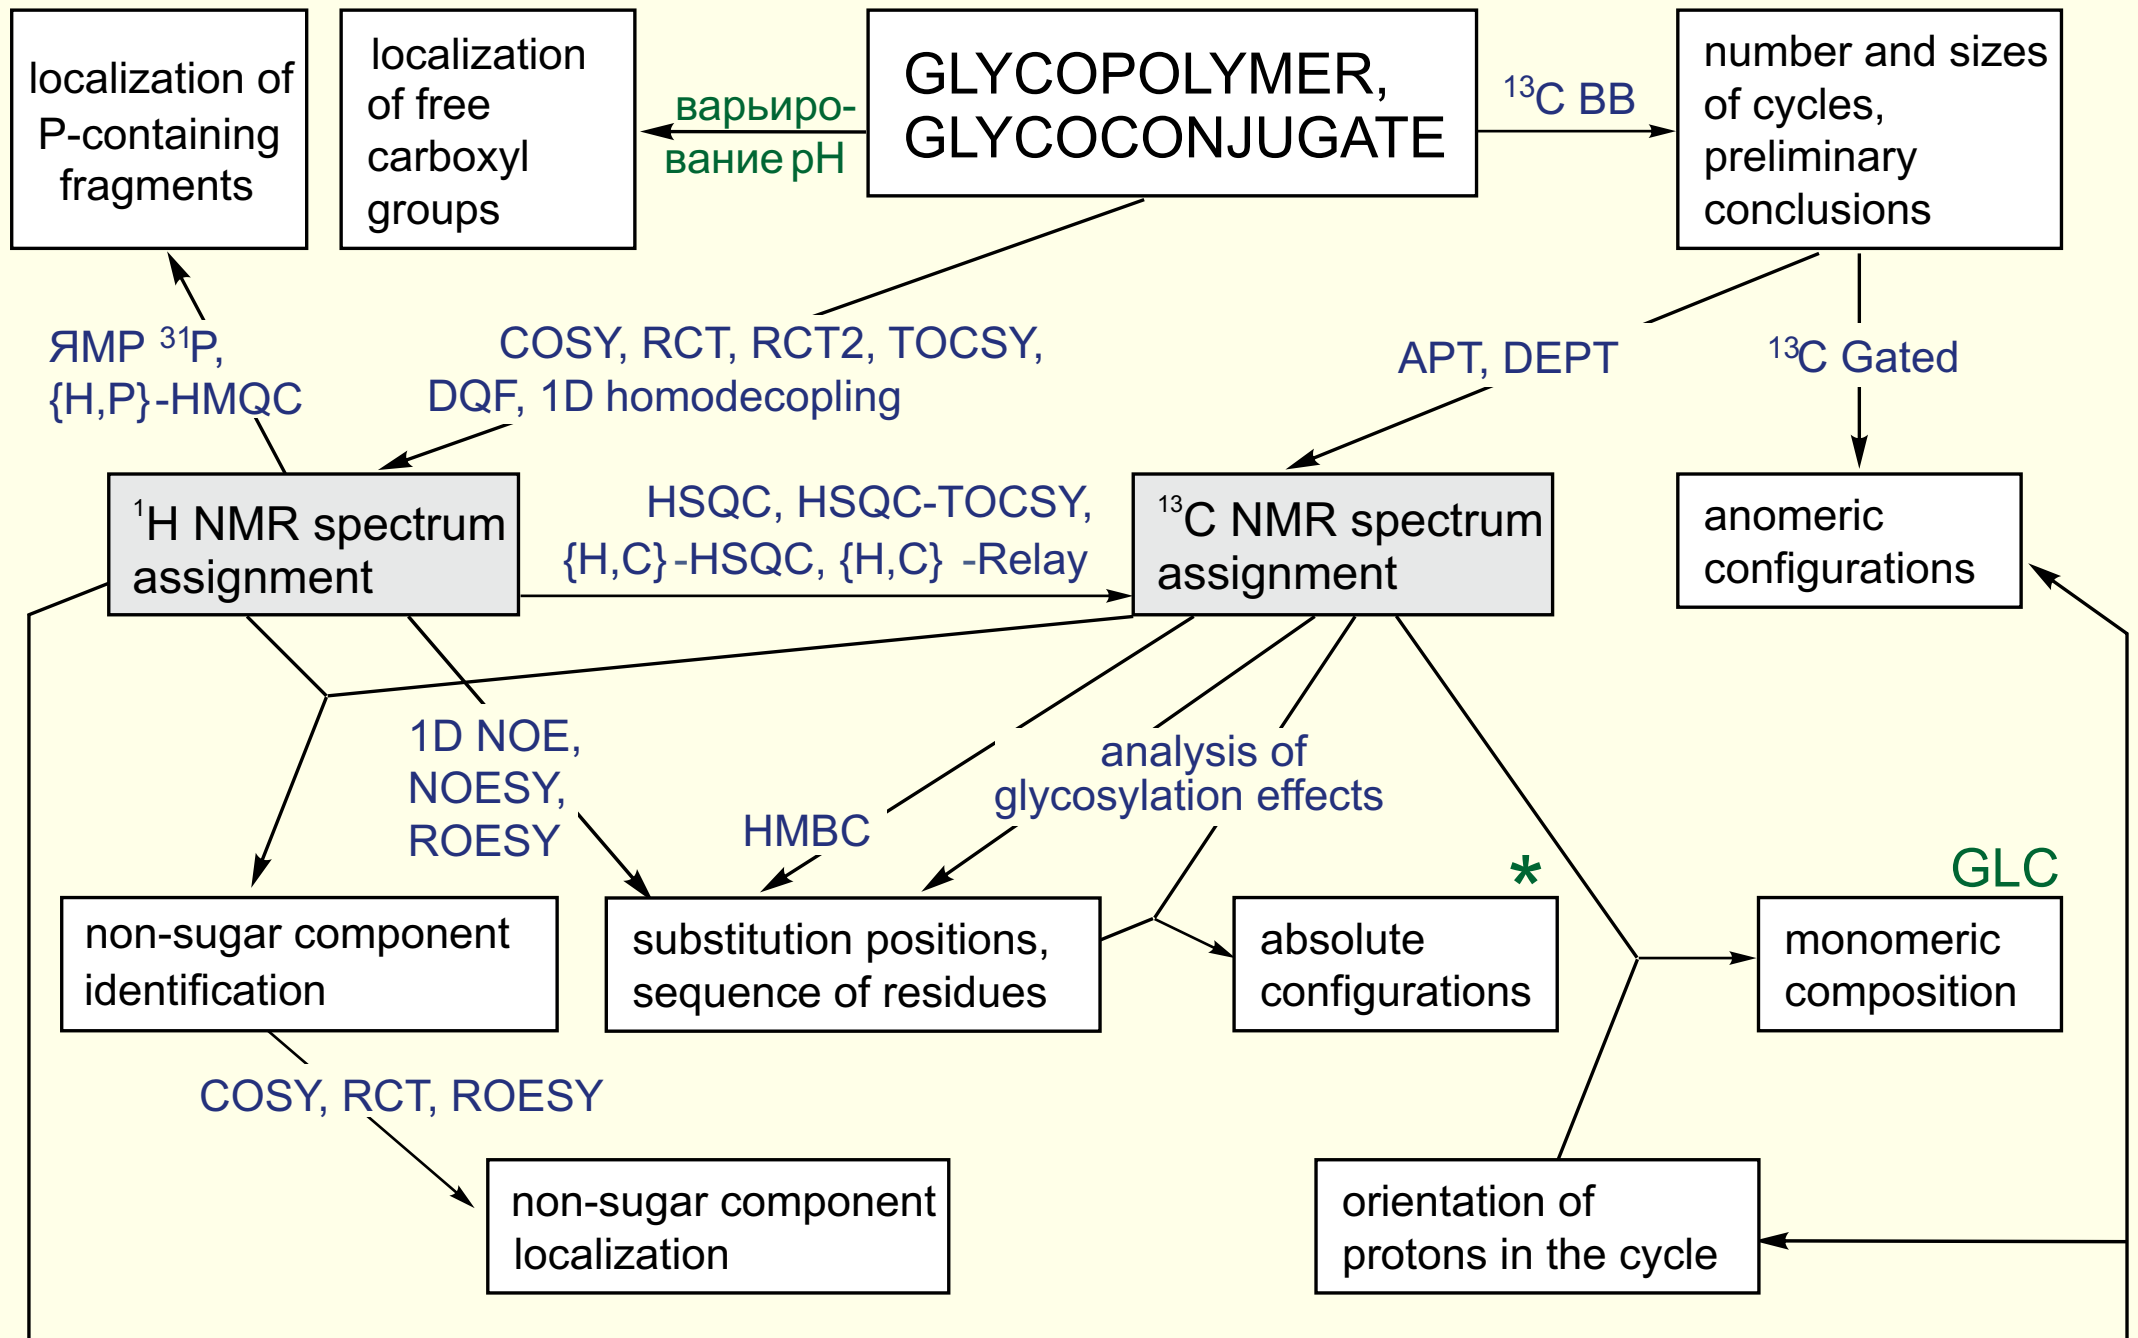 localization of
P-containing
fragments
localization
of free
carboxyl
groups
варьиро-
вание pH
GLYCOPOLYMER,
GLYCOCONJUGATE
¹³C BB
number and sizes
of cycles,
preliminary
conclusions
ЯМР ³¹P,
{H,P}-HMQC
COSY, RCT, RCT2, TOCSY,
DQF, 1D homodecopling
APT, DEPT
¹³C Gated
¹H NMR spectrum
assignment
HSQC, HSQC-TOCSY,
{H,C}-HSQC, {H,C} -Relay
¹³C NMR spectrum
assignment
anomeric
configurations
1D NOE,
NOESY,
ROESY
HMBC
analysis of
glycosylation effects
*
GLC
non-sugar component
identification
substitution positions,
sequence of residues
absolute
configurations
monomeric
composition
COSY, RCT, ROESY
non-sugar component
localization
orientation of
protons in the cycle